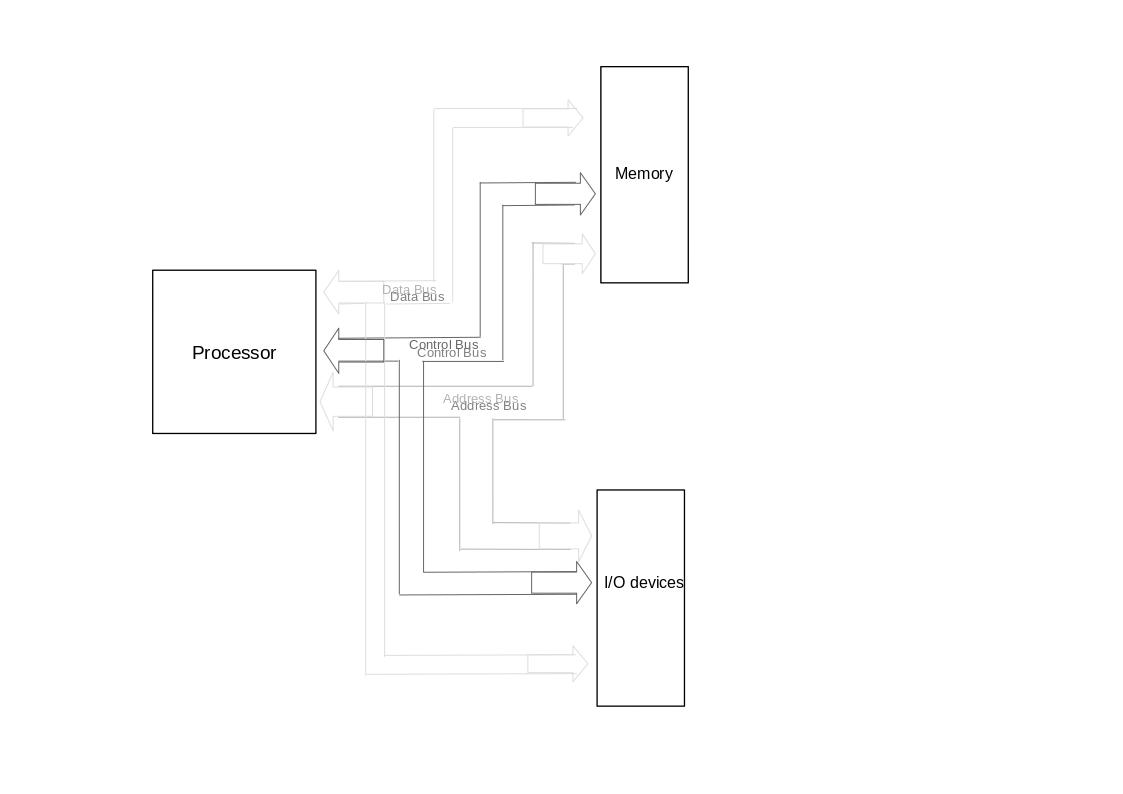 Memory
Data Bus
Data Bus
Processor
Control Bus
Control Bus
Address Bus
Address Bus
I/O devices